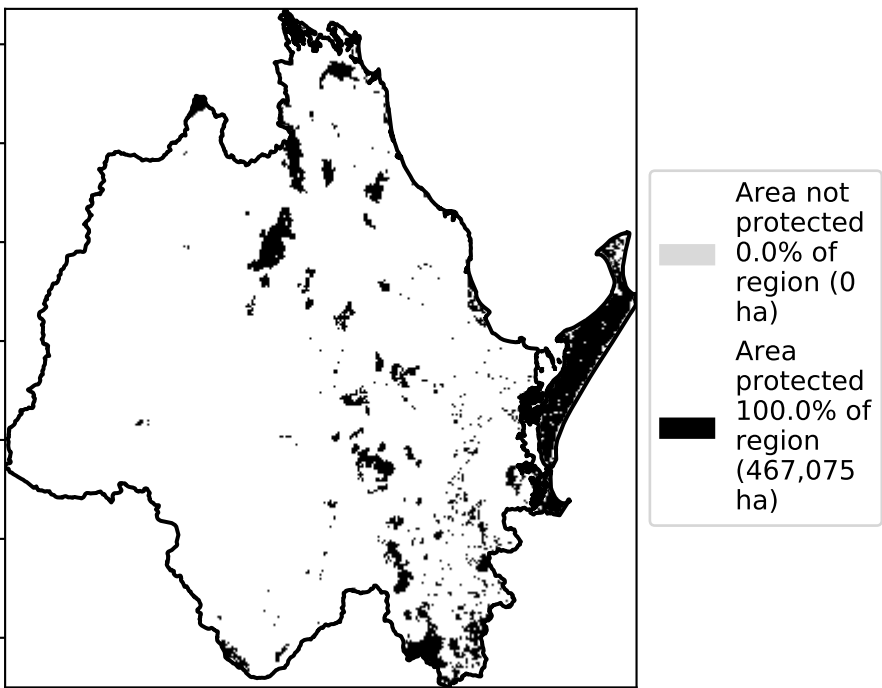 Area not
protected
0.0% of
region (0
ha)
Area
protected
100.0% of
region
(467,075
ha)